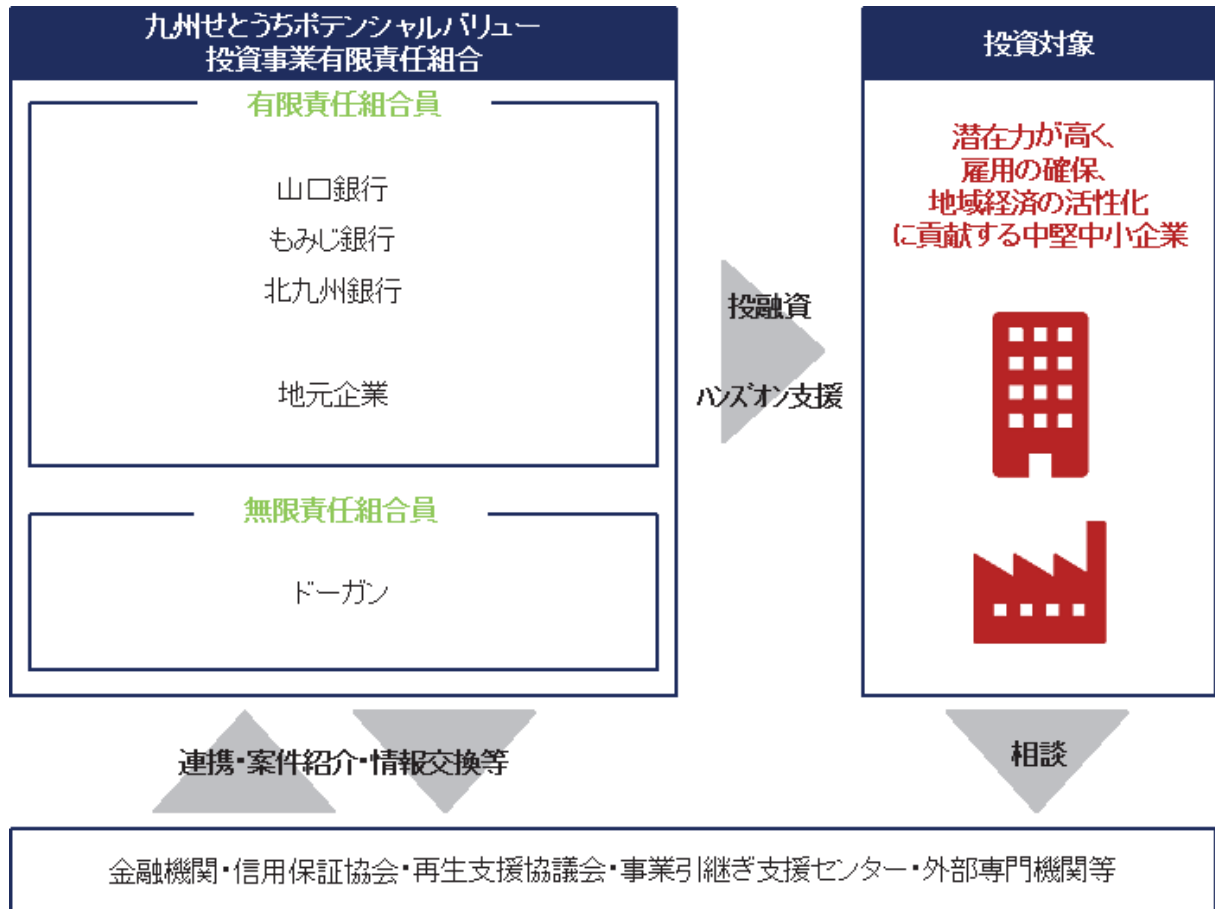 九州せとうちポテンシャルバリュー
投資事業有限責任組合
有限責任組合員
山口銀行
もみじ銀行
北九州銀行
地元企業
無限責任組合員
ドーガン
投融資
ハンズオン支援
投資対象
潜在力が高く、
雇用の確保、
地域経済の活性化
に貢献する中堅中小企業
連携・案件紹介・情報交換等
相談
金融機関・信用保証協会・再生支援協議会・事業引継ぎ支援センター・外部専門機関等